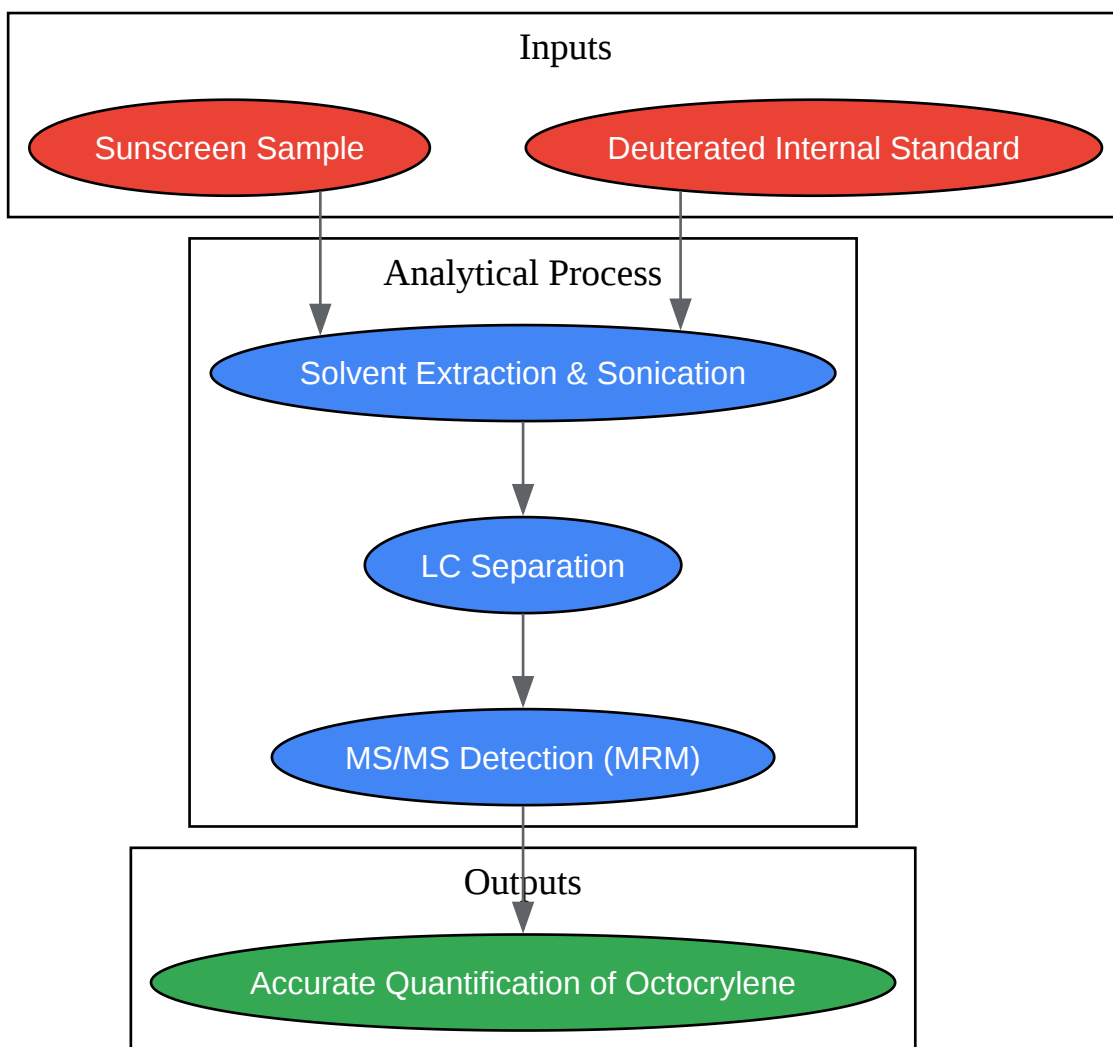 Inputs
Sunscreen Sample
Deuterated Internal Standard
Analytical Process
Solvent Extraction & Sonication
LC Separation
MS/MS Detection (MRM)
Outputs
Accurate Quantification of Octocrylene